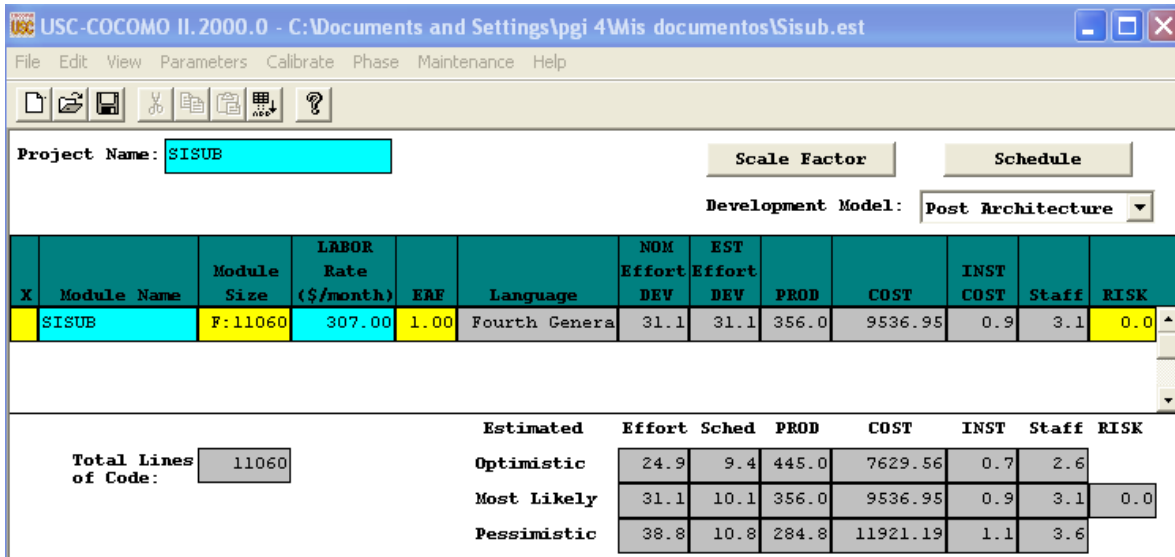 USC-COCOMO II.2000.0 - C:\Documents and Settings\pgi 4\Mis documentos\Sisub.est
File Edit View Parameters Calibrate Phase Maintenance Help
Project Name: SISUB
Scale Factor Schedule
Development Model: Post Architecture
X Module Name Module Size LABOR Rate ($/month) EAF Language NOM Effort DEV EST Effort DEV PROD COST INST COST Staff RISK
SISUB F:11060 307.00 1.00 Fourth Genera 31.1 31.1 356.0 9536.95 0.9 3.1 0.0
Estimated Effort Sched PROD COST INST Staff RISK
Total Lines of Code: 11060
Optimistic 24.9 9.4 445.0 7629.56 0.7 2.6
Most Likely 31.1 10.1 356.0 9536.95 0.9 3.1 0.0
Pessimistic 38.8 10.8 284.8 11921.19 1.1 3.6